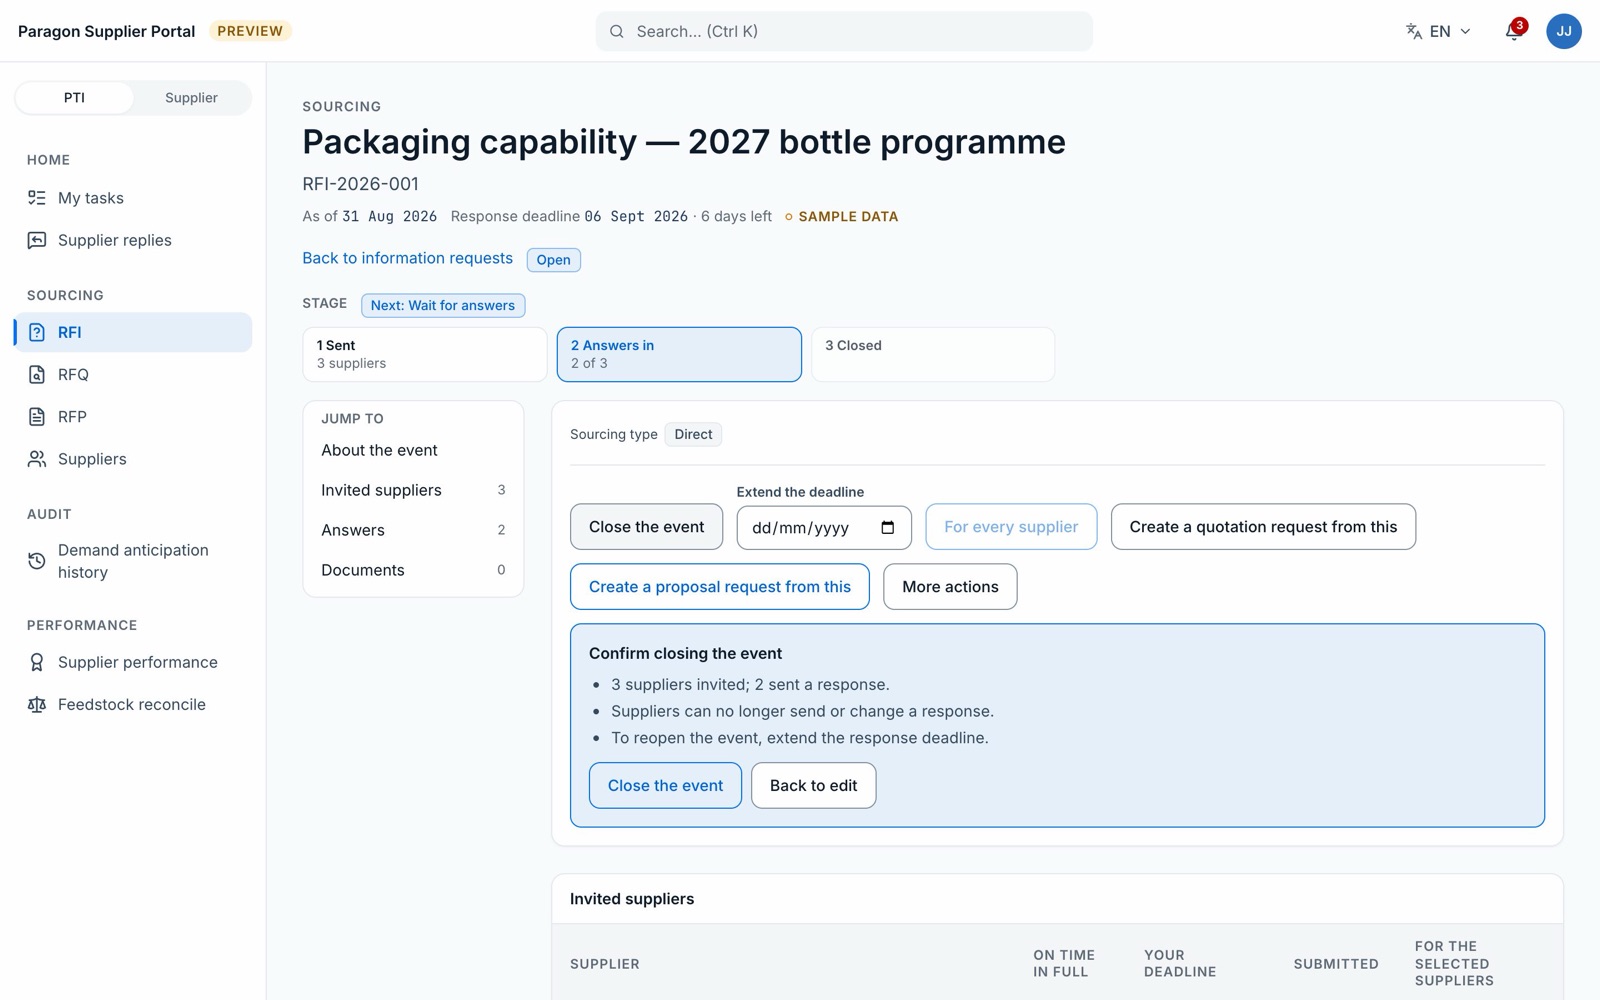 Paragon Supplier Portal PREVIEW
Search... (Ctrl K)
EN
3
JJ
PTI Supplier
HOME
My tasks
Supplier replies
SOURCING
RFI
RFQ
RFP
Suppliers
AUDIT
Demand anticipation
history
PERFORMANCE
Supplier performance
Feedstock reconcile
SOURCING
Packaging capability — 2027 bottle programme
RFI-2026-001
As of 31 Aug 2026 Response deadline 06 Sept 2026 · 6 days left SAMPLE DATA
Back to information requests Open
STAGE Next: Wait for answers
1 Sent
3 suppliers
2 Answers in
2 of 3
3 Closed
JUMP TO
About the event
Invited suppliers 3
Answers 2
Documents 0
Sourcing type Direct
Extend the deadline
Close the event dd/mm/yyyy For every supplier Create a quotation request from this
Create a proposal request from this More actions
Confirm closing the event
• 3 suppliers invited; 2 sent a response.
• Suppliers can no longer send or change a response.
• To reopen the event, extend the response deadline.
Close the event Back to edit
Invited suppliers
SUPPLIER
ON TIME
IN FULL
YOUR
DEADLINE
SUBMITTED
FOR THE
SELECTED
SUPPLIERS